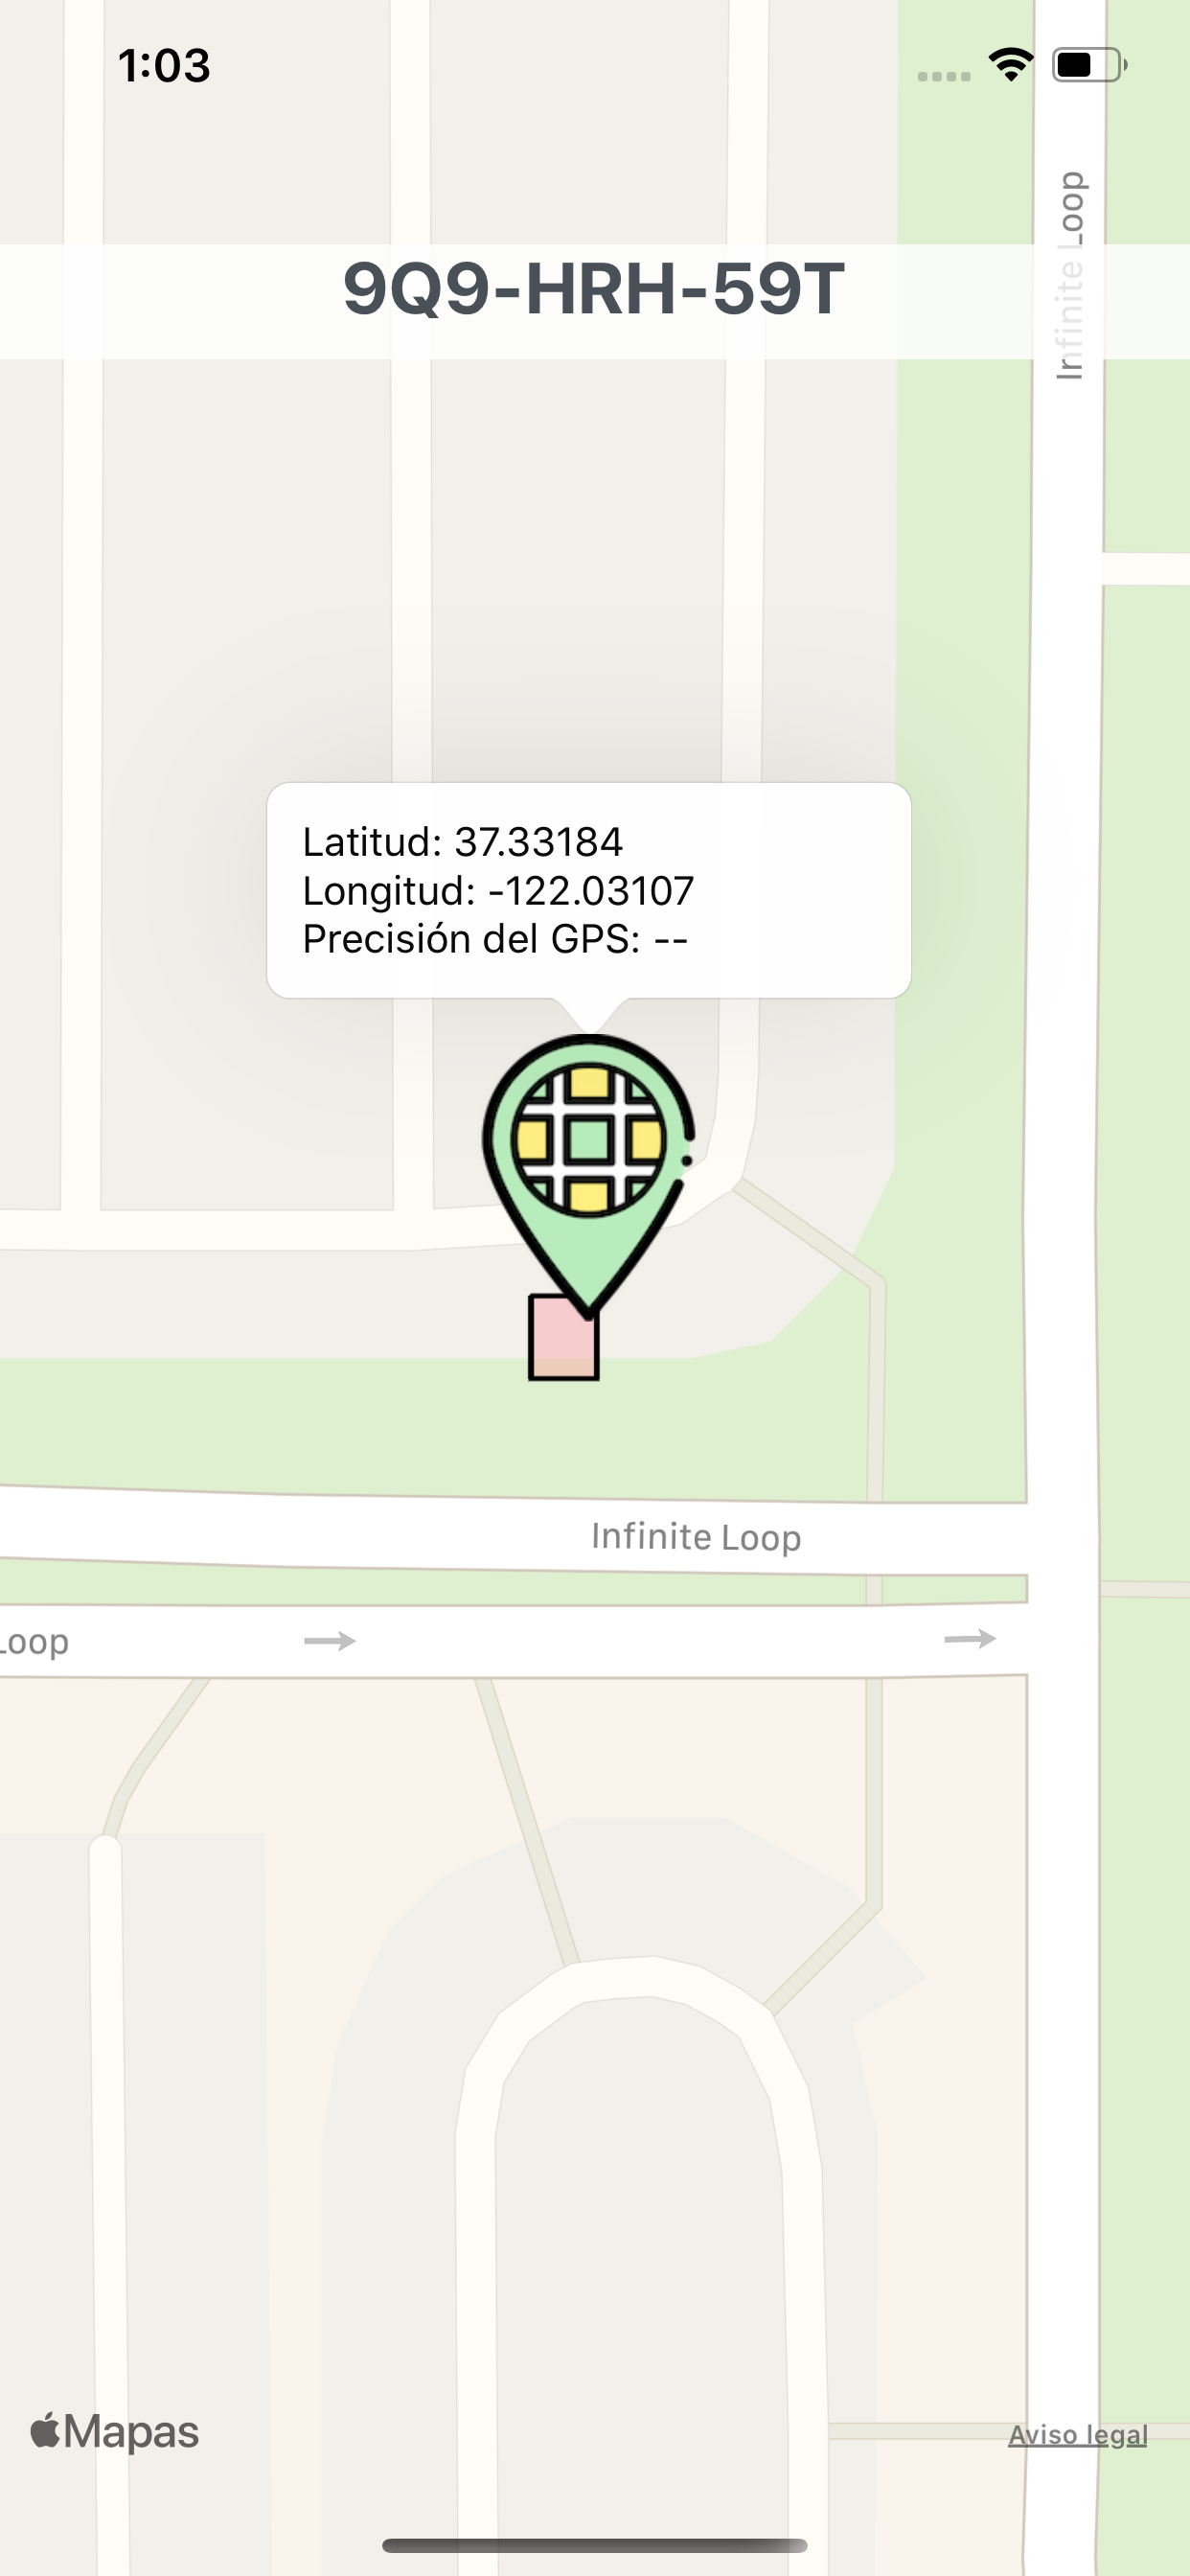 1:03
Infinite Loop
9Q9-HRH-59T
Latitud: 37.33184
Longitud: -122.03107
Precisión del GPS: --
Infinite Loop
Loop
Mapas
Aviso legal